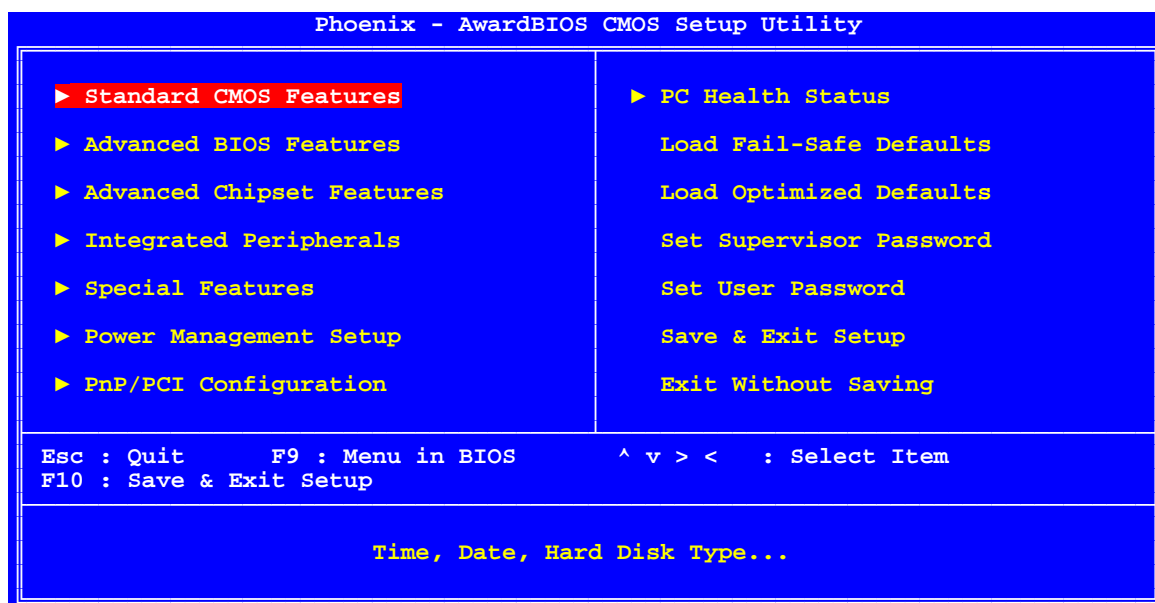 Phoenix - AwardBIOS CMOS Setup Utility
► Standard CMOS Features
► Advanced BIOS Features
► Advanced Chipset Features
► Integrated Peripherals
► Special Features
► Power Management Setup
► PnP/PCI Configuration
► PC Health Status
Load Fail-Safe Defaults
Load Optimized Defaults
Set Supervisor Password
Set User Password
Save & Exit Setup
Exit Without Saving
Esc : Quit F9 : Menu in BIOS ^ v > < : Select Item
F10 : Save & Exit Setup
Time, Date, Hard Disk Type...